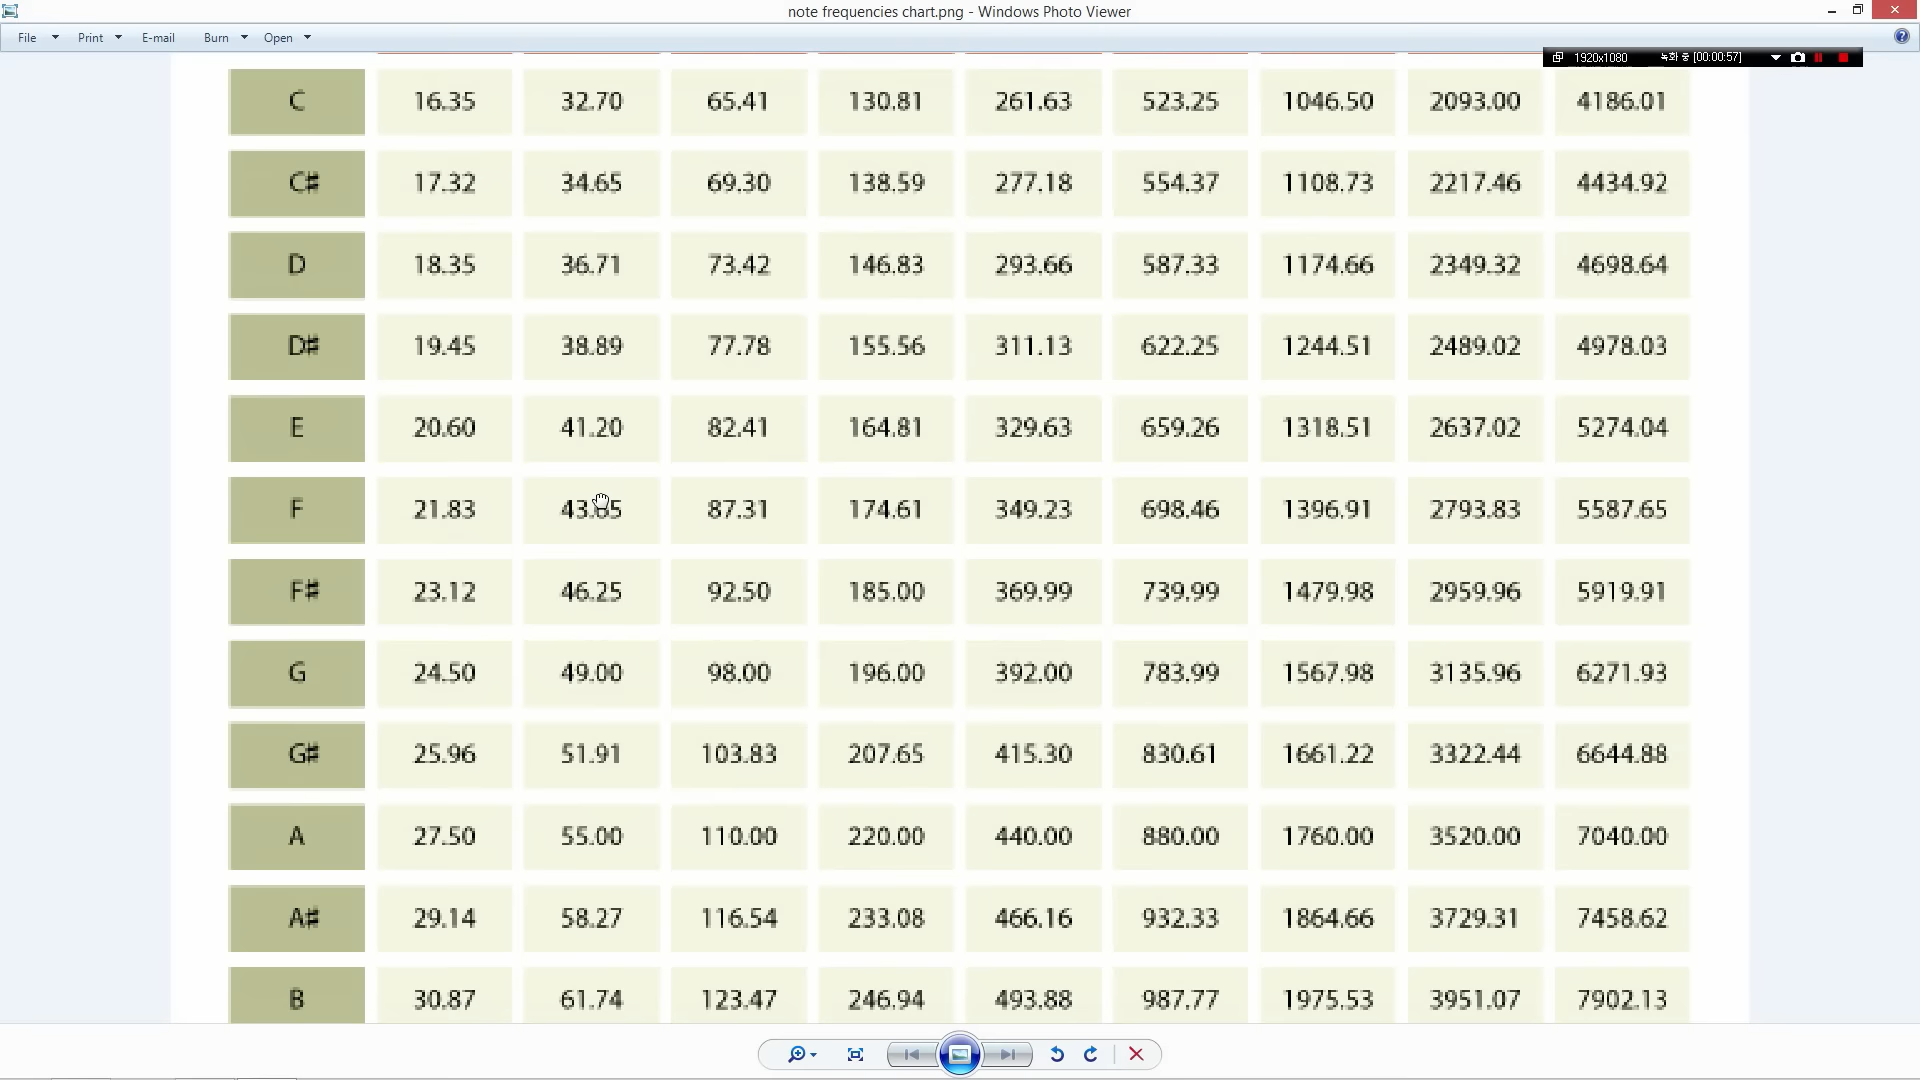 note frequencies chart.png - Windows Photo Viewer
File Print E-mail Burn Open
1920x1080 녹화 중 [00:00:57]
C 16.35 32.70 65.41 130.81 261.63 523.25 1046.50 2093.00 4186.01
C# 17.32 34.65 69.30 138.59 277.18 554.37 1108.73 2217.46 4434.92
D 18.35 36.71 73.42 146.83 293.66 587.33 1174.66 2349.32 4698.64
D# 19.45 38.89 77.78 155.56 311.13 622.25 1244.51 2489.02 4978.03
E 20.60 41.20 82.41 164.81 329.63 659.26 1318.51 2637.02 5274.04
F 21.83 87.31 174.61 349.23 698.46 1396.91 2793.83 5587.65
F# 23.12 46.25 92.50 185.00 369.99 739.99 1479.98 2959.96 5919.91
G 24.50 49.00 98.00 196.00 392.00 783.99 1567.98 3135.96 6271.93
G# 25.96 51.91 103.83 207.65 415.30 830.61 1661.22 3322.44 6644.88
A 27.50 55.00 110.00 220.00 440.00 880.00 1760.00 3520.00 7040.00
A# 29.14 58.27 116.54 233.08 466.16 932.33 1864.66 3729.31 7458.62
B 30.87 61.74 123.47 246.94 493.88 987.77 1975.53 3951.07 7902.13